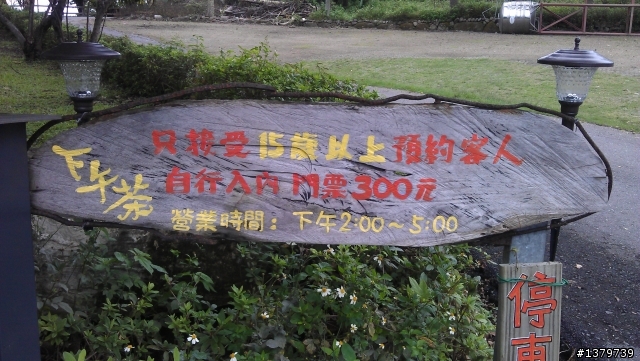 下午茶
只接受15歲以上預約客人
自行入內 門票300元
營業時間：下午2:00～5:00
停車
#1379739